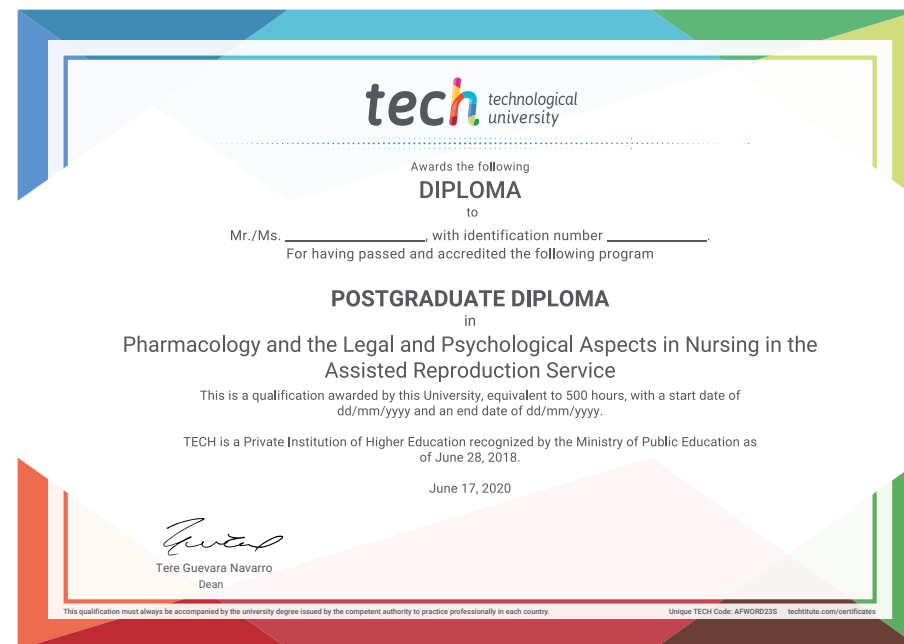 tech technological
university
Awards the following
DIPLOMA
to
Mr./Ms. ________________, with identification number ____________.
For having passed and accredited the following program
POSTGRADUATE DIPLOMA
in
Pharmacology and the Legal and Psychological Aspects in Nursing in the
Assisted Reproduction Service
This is a qualification awarded by this University, equivalent to 500 hours, with a start date of
dd/mm/yyyy and an end date of dd/mm/yyyy.
TECH is a Private Institution of Higher Education recognized by the Ministry of Public Education as
of June 28, 2018.
June 17, 2020
Tere Guevara Navarro
Dean
This qualification must always be accompanied by the university degree issued by the competent authority to practice professionally in each country. Unique TECH Code: AFWORD23S techtitute.com/certificates